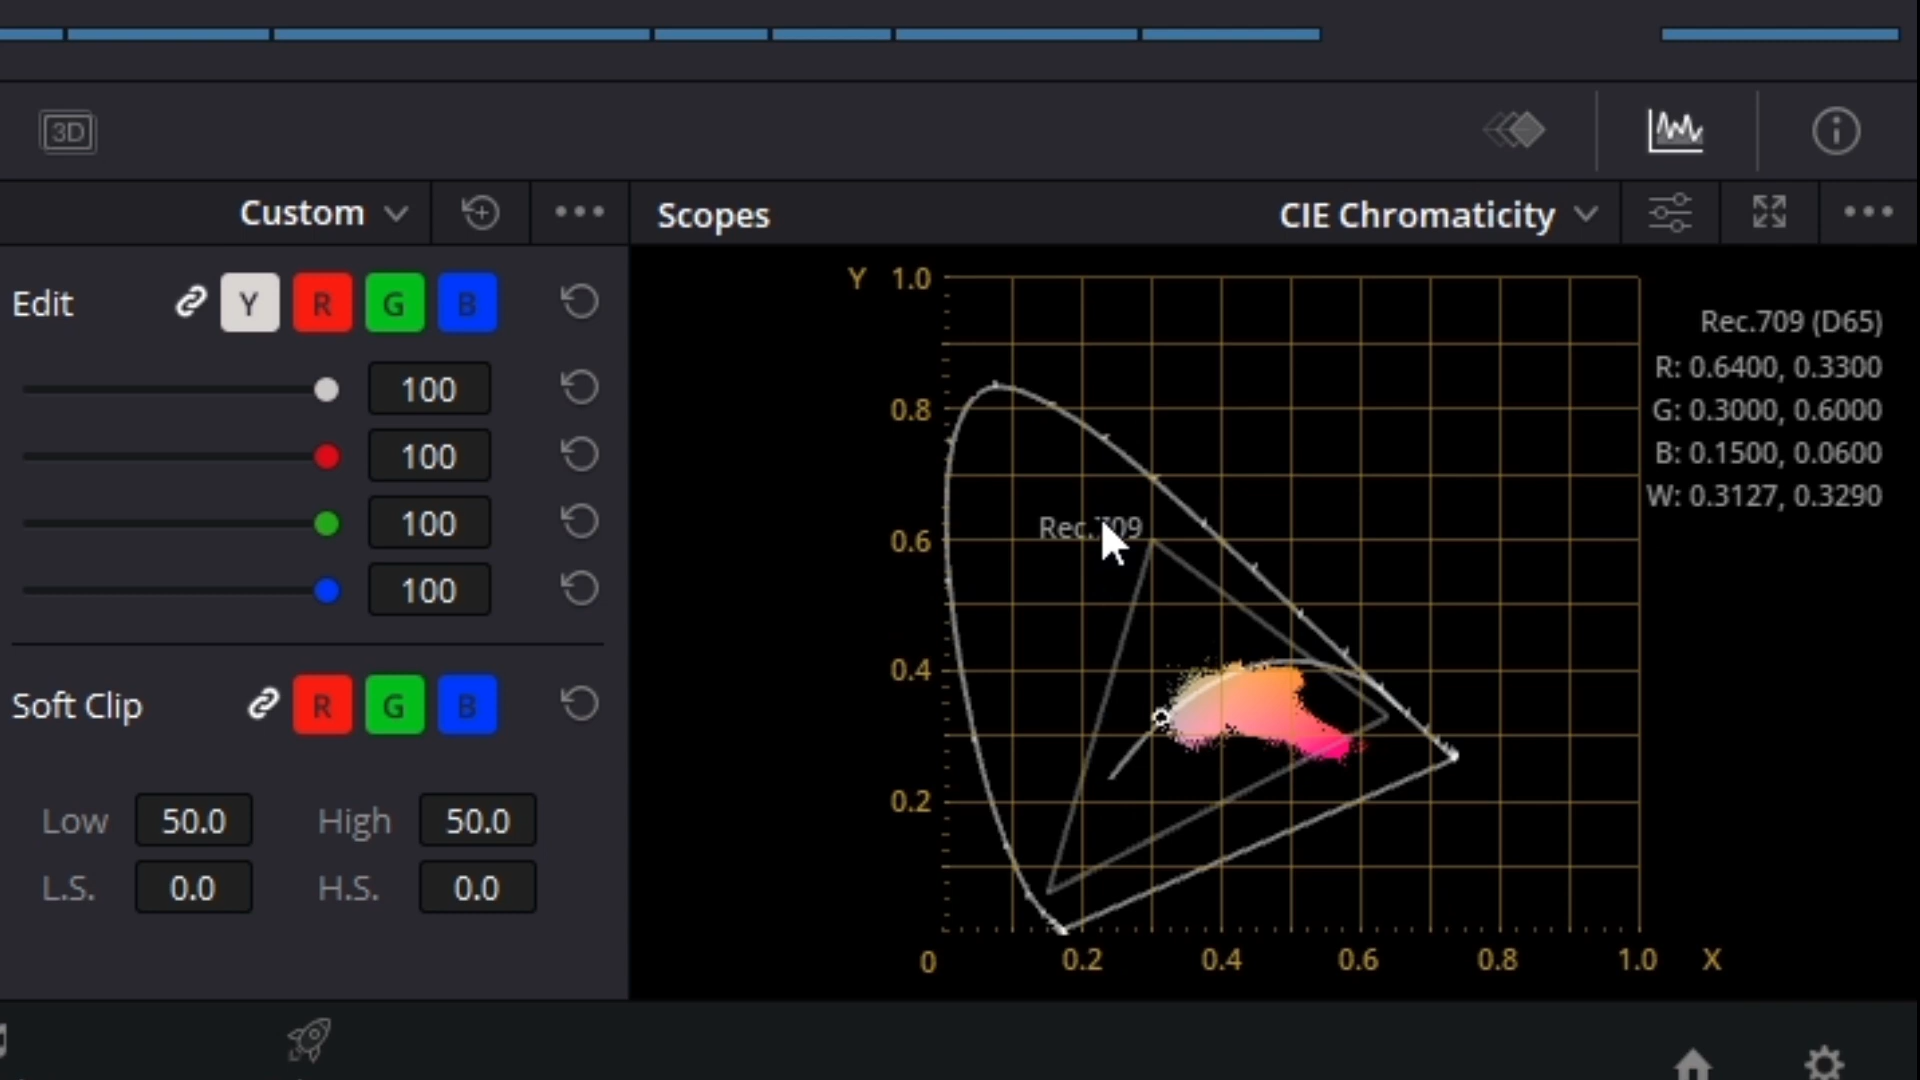 3D
Custom
Scopes
CIE Chromaticity
Edit
Y
R
G
B
100
100
100
100
Soft Clip
R
G
B
Low
50.0
High
50.0
L.S.
0.0
H.S.
0.0
Y
1.0
0.8
0.6
0.4
0.2
0
0.2
0.4
0.6
0.8
1.0
X
Rec.709
Rec.709 (D65)
R: 0.6400, 0.3300
G: 0.3000, 0.6000
B: 0.1500, 0.0600
W: 0.3127, 0.3290